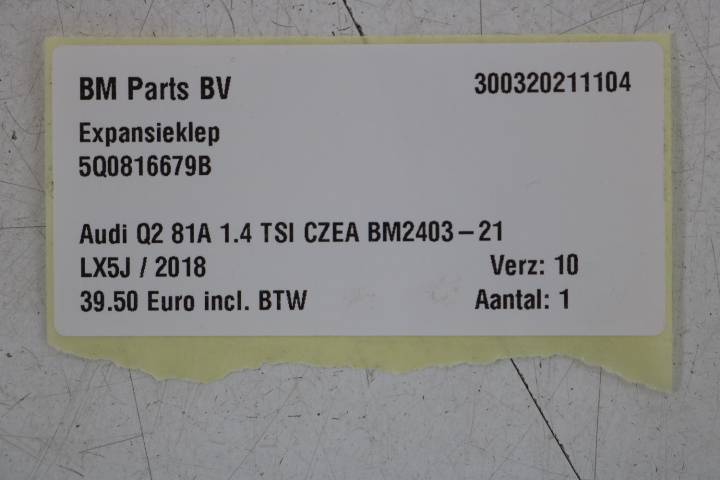 BM Parts BV 300320211104
Expansieklep
5Q0816679B
Audi Q2 81A 1.4 TSI CZEA BM2403-21
LX5J / 2018 Verz: 10
39.50 Euro incl. BTW Aantal: 1